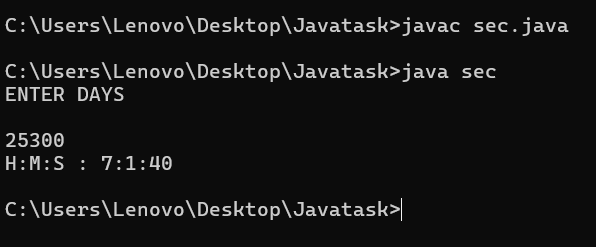 C:\Users\Lenovo\Desktop\Javatask>javac sec.java
C:\Users\Lenovo\Desktop\Javatask>java sec
ENTER DAYS
25300
H:M:S : 7:1:40
C:\Users\Lenovo\Desktop\Javatask>